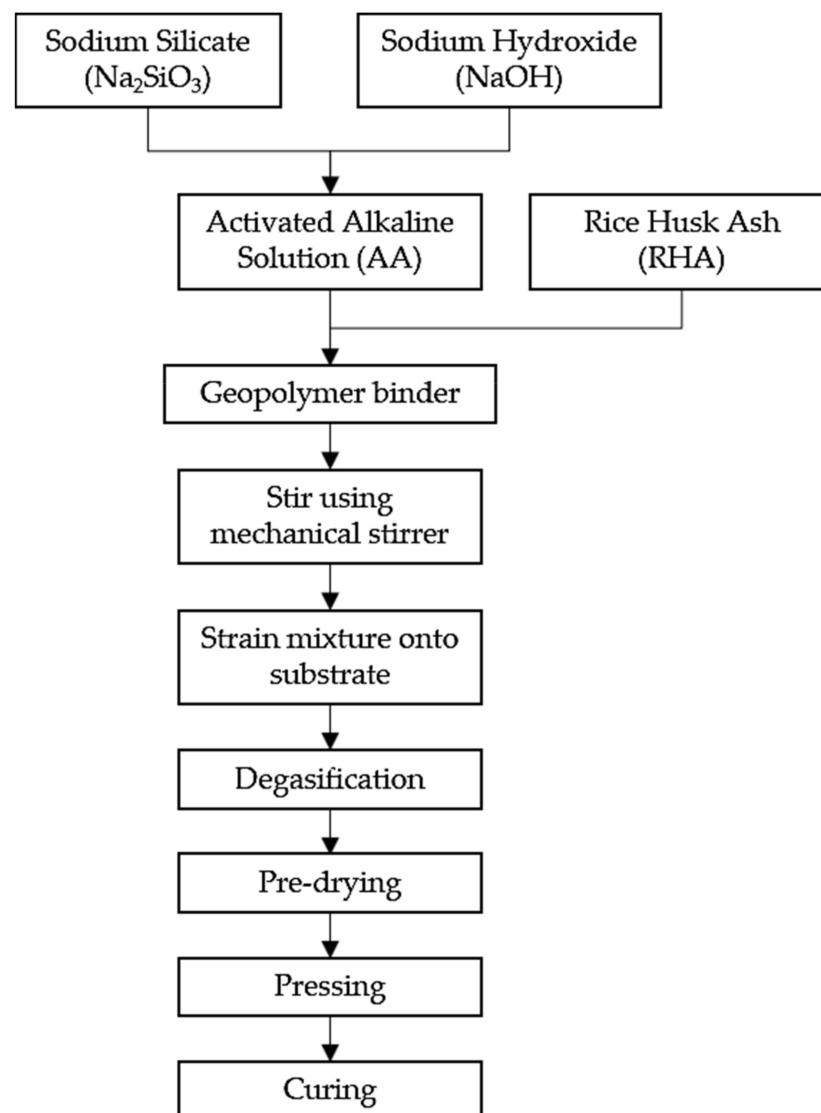 Sodium Silicate
(Na₂SiO₃)
Sodium Hydroxide
(NaOH)
Activated Alkaline
Solution (AA)
Rice Husk Ash
(RHA)
Geopolymer binder
Stir using
mechanical stirrer
Strain mixture onto
substrate
Degasification
Pre-drying
Pressing
Curing